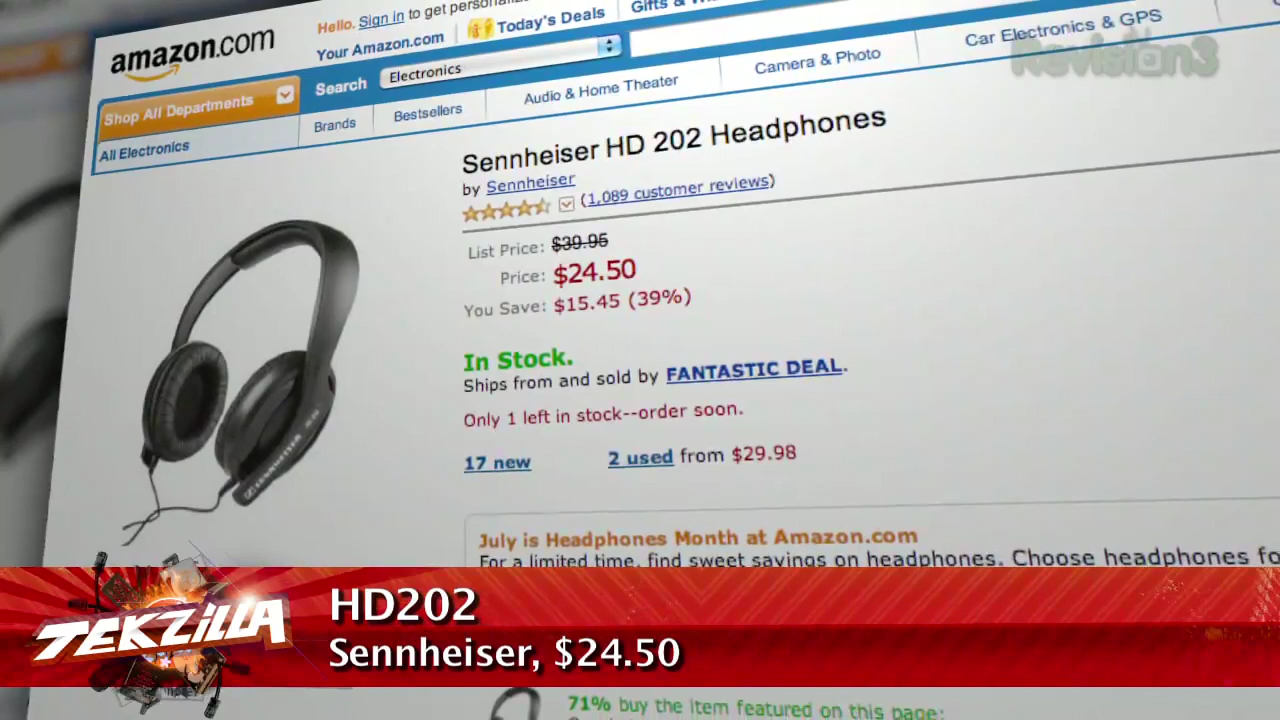 amazon.com
Hello. Sign in to get
Your Amazon.com
Today's Deals
Gifts &
Shop All Departments
Search
Electronics
All Electronics
Brands
Bestsellers
Audio & Home Theater
Camera & Photo
Car Electronics & GPS
Revision3
Sennheiser HD 202 Headphones
by Sennheiser
(1,089 customer reviews)
List Price: $39.95
Price: $24.50
You Save: $15.45 (39%)
In Stock.
Ships from and sold by FANTASTIC DEAL.
Only 1 left in stock--order soon.
17 new
2 used from $29.98
July is Headphones Month at Amazon.com
For a limited time, find sweet savings on headphones. Choose headphones
TEKZILLA
HD202
Sennheiser, $24.50
71% buy the item featured on this page: